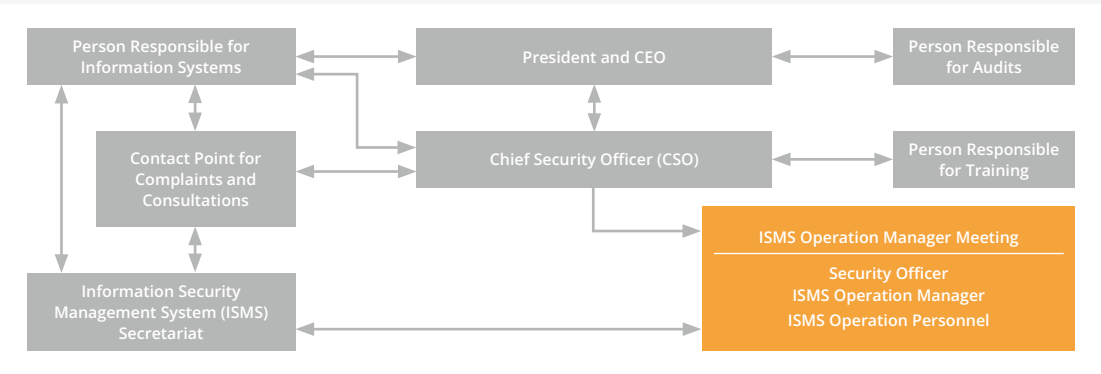 Person Responsible for
Information Systems
President and CEO
Person Responsible
for Audits
Contact Point for
Complaints and
Consultations
Chief Security Officer (CSO)
Person Responsible
for Training
ISMS Operation Manager Meeting
Security Officer
ISMS Operation Manager
ISMS Operation Personnel
Information Security
Management System (ISMS)
Secretariat